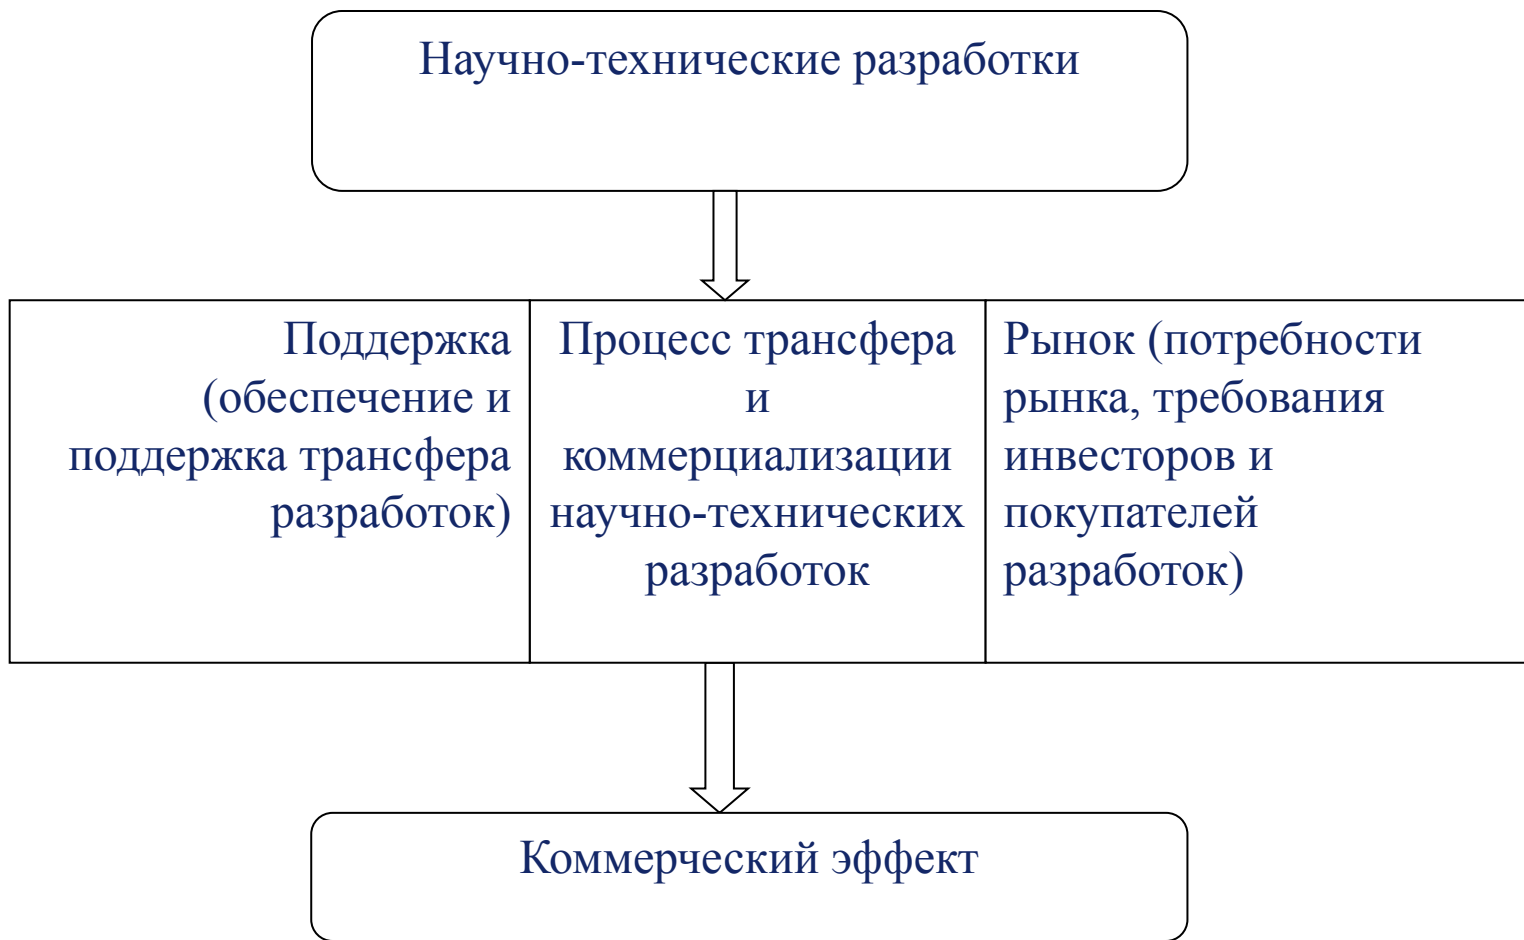 Научно-технические разработки
Поддержка
(обеспечение и
поддержка трансфера
разработок)
Процесс трансфера
и
коммерциализации
научно-технических
разработок
Рынок (потребности
рынка, требования
инвесторов и
покупателей
разработок)
Коммерческий эффект